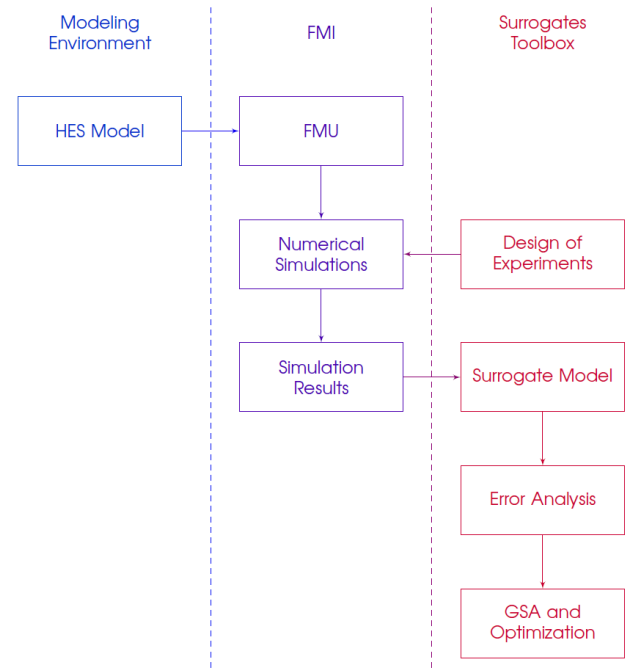 Modeling
Environment
FMI
Surrogates
Toolbox
HES Model
FMU
Numerical
Simulations
Design of
Experiments
Simulation
Results
Surrogate Model
Error Analysis
GSA and
Optimization